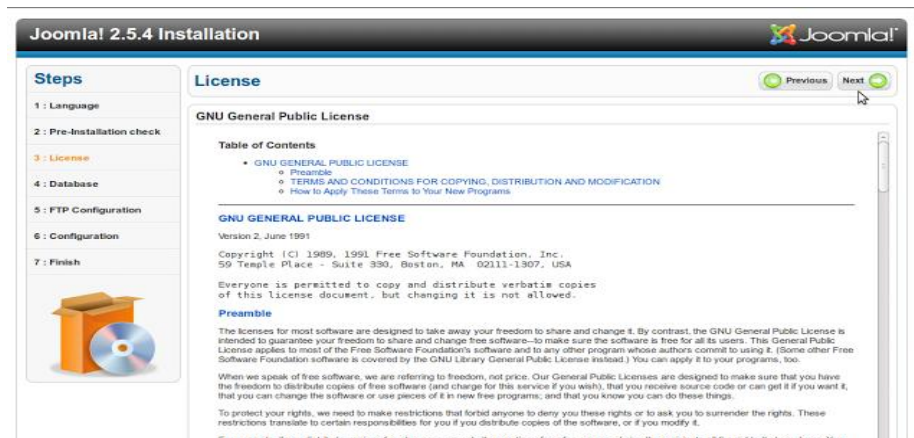 Joomla! 2.5.4 Installation
Joomla!
Steps
1 : Language
2 : Pre-Installation check
3 : License
4 : Database
5 : FTP Configuration
6 : Configuration
7 : Finish
License
Previous
Next
GNU General Public License
Table of Contents
GNU GENERAL PUBLIC LICENSE
Preamble
TERMS AND CONDITIONS FOR COPYING, DISTRIBUTION AND MODIFICATION
How to Apply These Terms to Your New Programs
GNU GENERAL PUBLIC LICENSE
Version 2, June 1991
Copyright (C) 1989, 1991 Free Software Foundation, Inc.
59 Temple Place - Suite 330, Boston, MA 02111-1307, USA
Everyone is permitted to copy and distribute verbatim copies
of this license document, but changing it is not allowed.
Preamble
The licenses for most software are designed to take away your freedom to share and change it. By contrast, the GNU General Public License is
intended to guarantee your freedom to share and change free software--to make sure the software is free for all its users. This General Public
License applies to most of the Free Software Foundation's software and to any other program whose authors commit to using it. (Some other Free
Software Foundation software is covered by the GNU Library General Public License instead.) You can apply it to your programs, too.
When we speak of free software, we are referring to freedom, not price. Our General Public Licenses are designed to make sure that you have
the freedom to distribute copies of free software (and charge for this service if you wish), that you receive source code or can get it if you want it,
that you can change the software or use pieces of it in new free programs; and that you know you can do these things.
To protect your rights, we need to make restrictions that forbid anyone to deny you these rights or to ask you to surrender the rights. These
restrictions translate to certain responsibilities for you if you distribute copies of the software, or if you modify it.